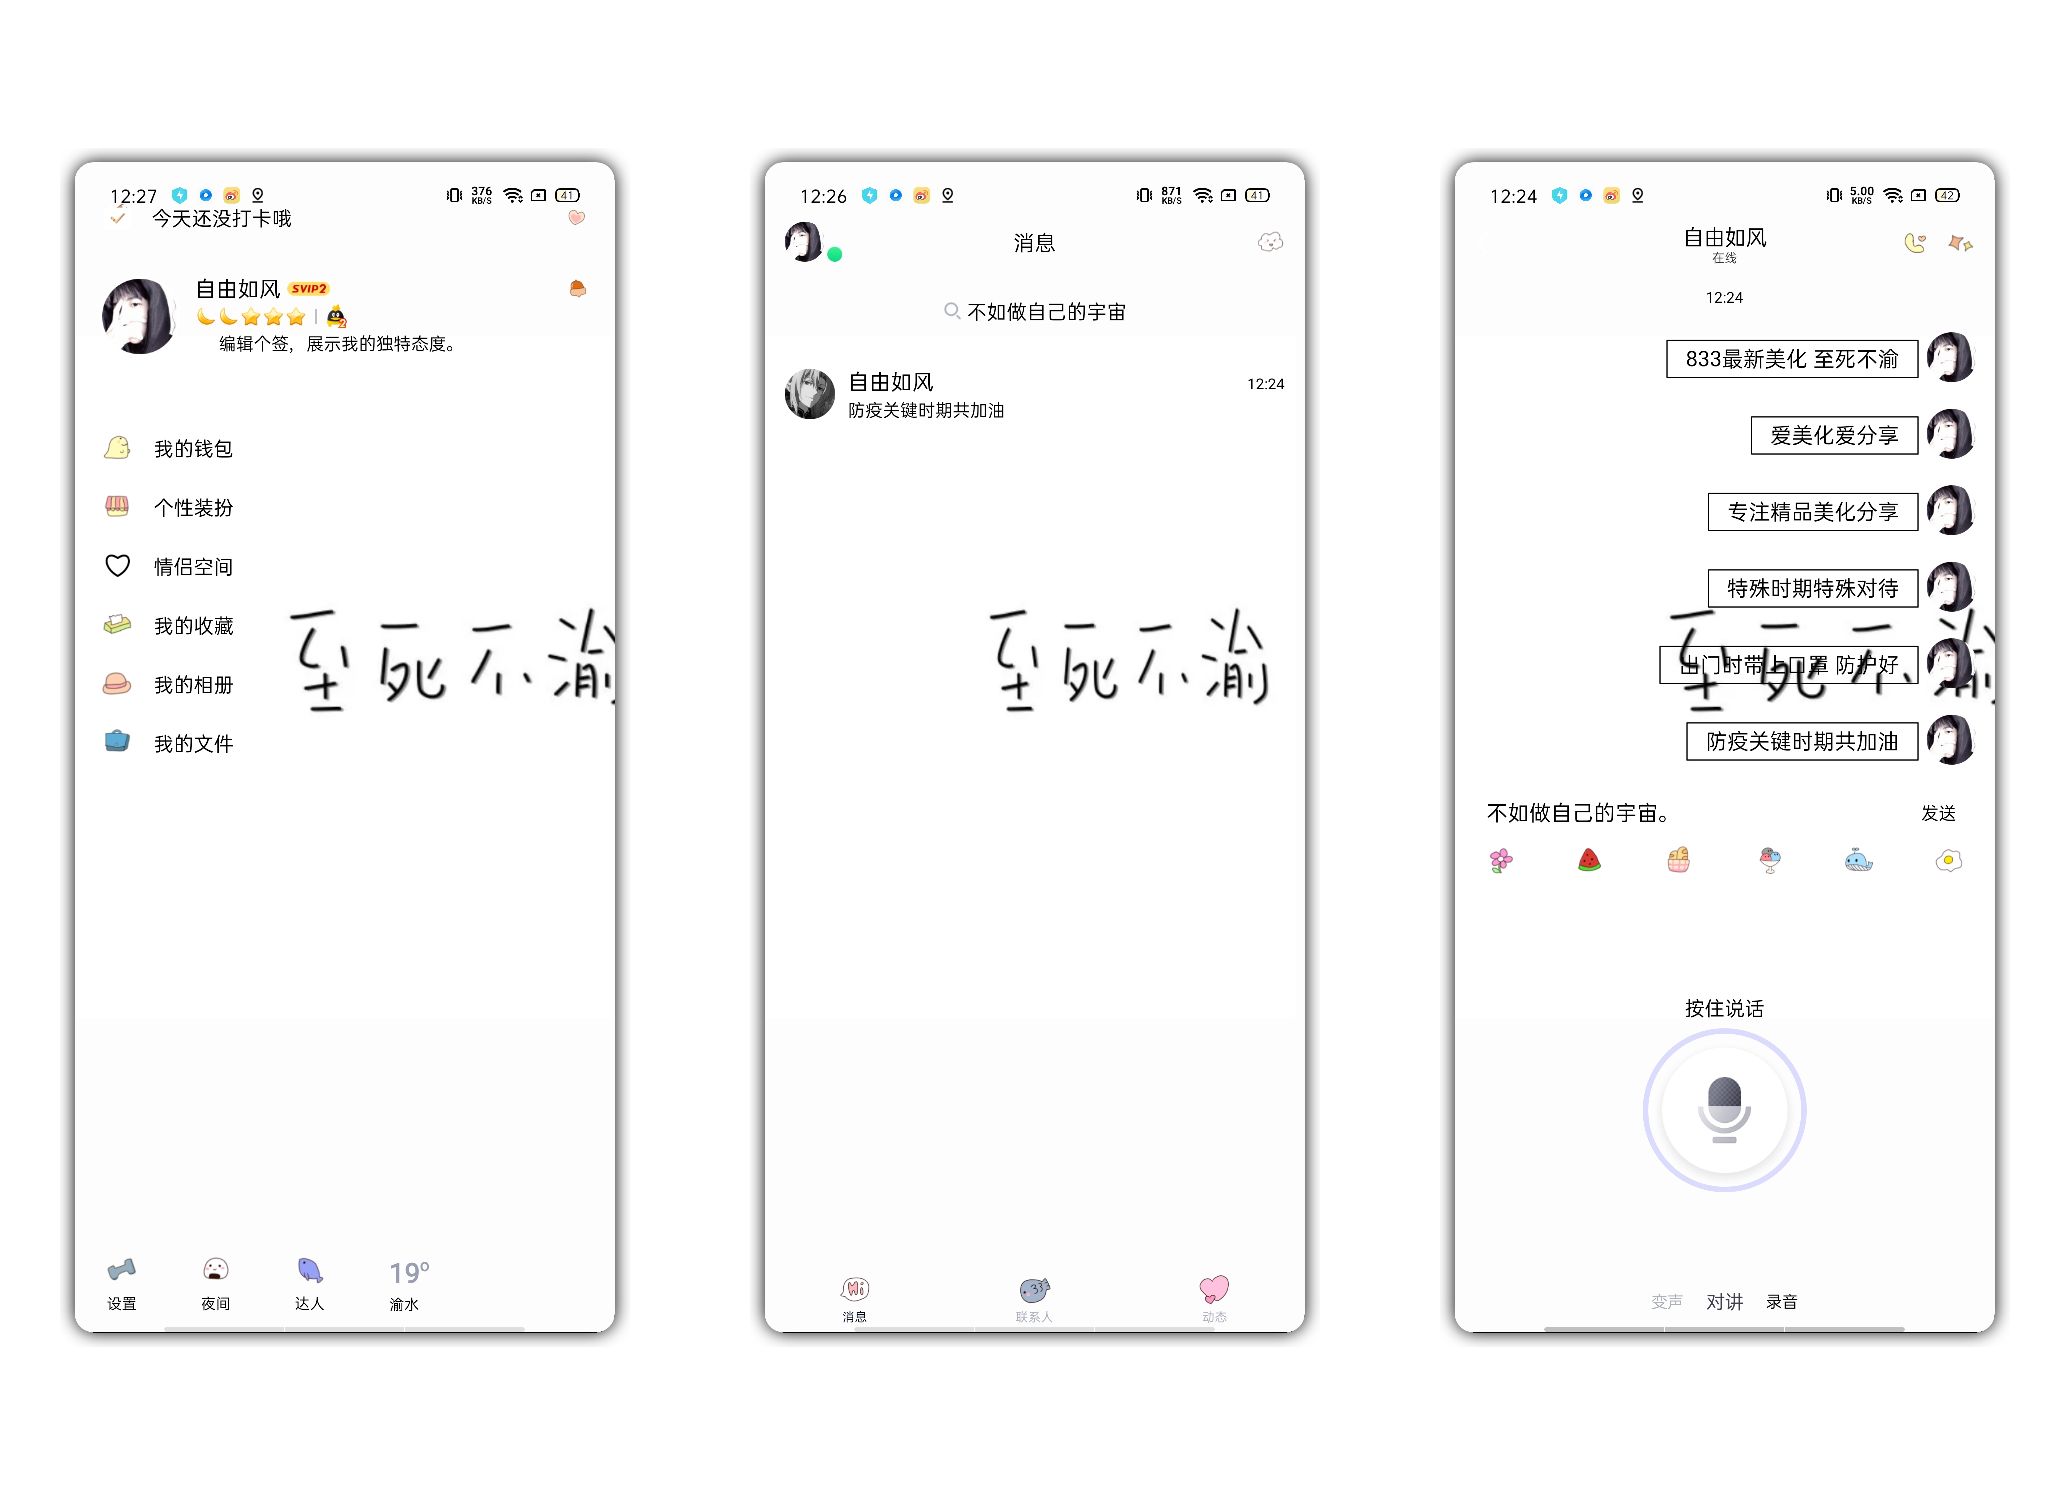 12:27
376 KB/S
41
今天还没打卡哦
自由如风 SVIP2
2
编辑个签，展示我的独特态度。
我的钱包
个性装扮
情侣空间
我的收藏
我的相册
我的文件
至死不渝
设置
夜间
达人
19°
渝水
12:26
871 KB/S
41
消息
不如做自己的宇宙
自由如风
12:24
防疫关键时期共加油
至死不渝
Hi
消息
联系人
动态
12:24
5.00 KB/S
42
自由如风
在线
12:24
833最新美化 至死不渝
爱美化爱分享
专注精品美化分享
特殊时期特殊对待
至死不渝
出门时带上口罩 防护好
防疫关键时期共加油
不如做自己的宇宙。
发送
按住说话
变声 对讲 录音